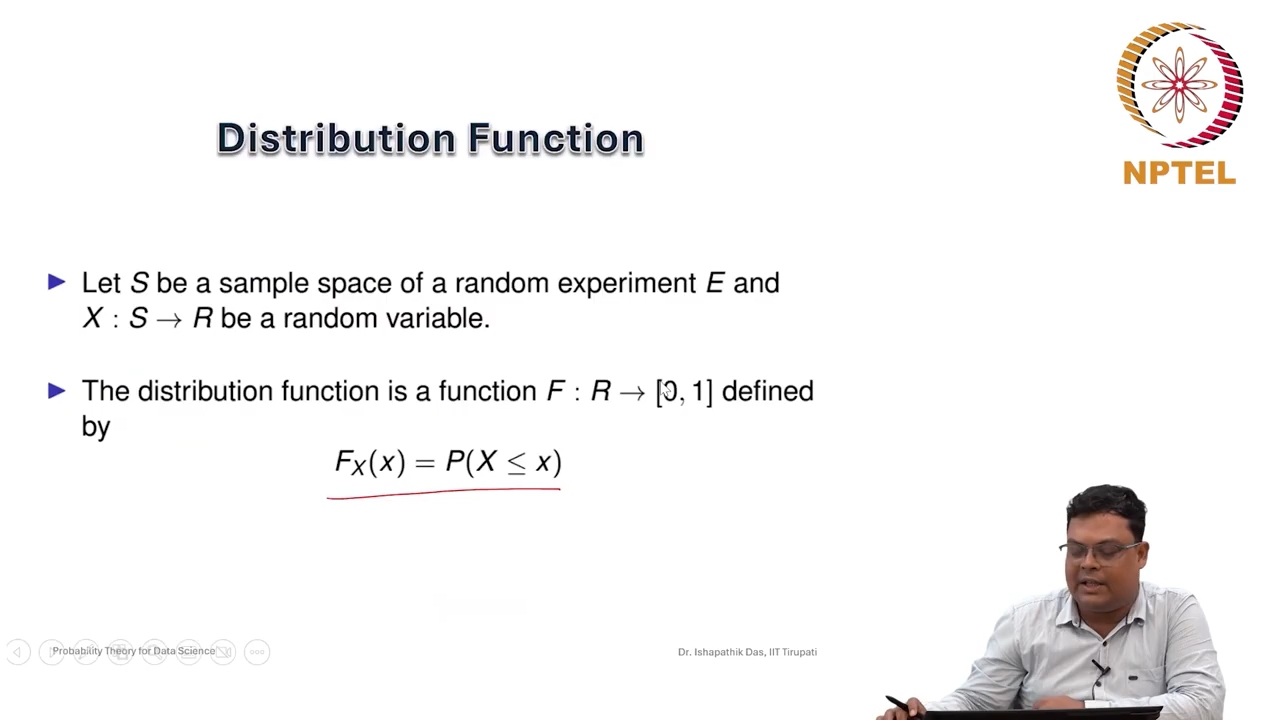 NPTEL
Distribution Function
Let S be a sample space of a random experiment E and
X : S → R be a random variable.
The distribution function is a function F : R → [0, 1] defined
by
F_X(x) = P(X ≤ x)
Probability Theory for Data Science
Dr. Ishapathik Das, IIT Tirupati